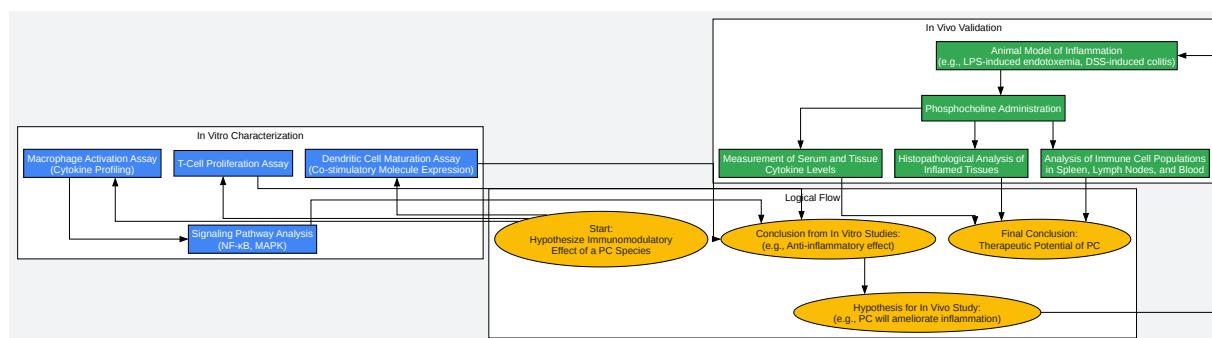 In Vivo Validation
Animal Model of Inflammation
(e.g., LPS-induced endotoxemia, DSS-induced colitis)
Phosphocholine Administration
Measurement of Serum and Tissue
Cytokine Levels
Histopathological Analysis of
Inflamed Tissues
Analysis of Immune Cell Populations
in Spleen, Lymph Nodes, and Blood
In Vitro Characterization
Macrophage Activation Assay
(Cytokine Profiling)
T-Cell Proliferation Assay
Dendritic Cell Maturation Assay
(Co-stimulatory Molecule Expression)
Signaling Pathway Analysis
(NF-κB, MAPK)
Logical Flow
Start:
Hypothesize Immunomodulatory
Effect of a PC Species
Conclusion from In Vitro Studies:
(e.g., Anti-inflammatory effect)
Final Conclusion:
Therapeutic Potential of PC
Hypothesis for In Vivo Study:
(e.g., PC will ameliorate inflammation)